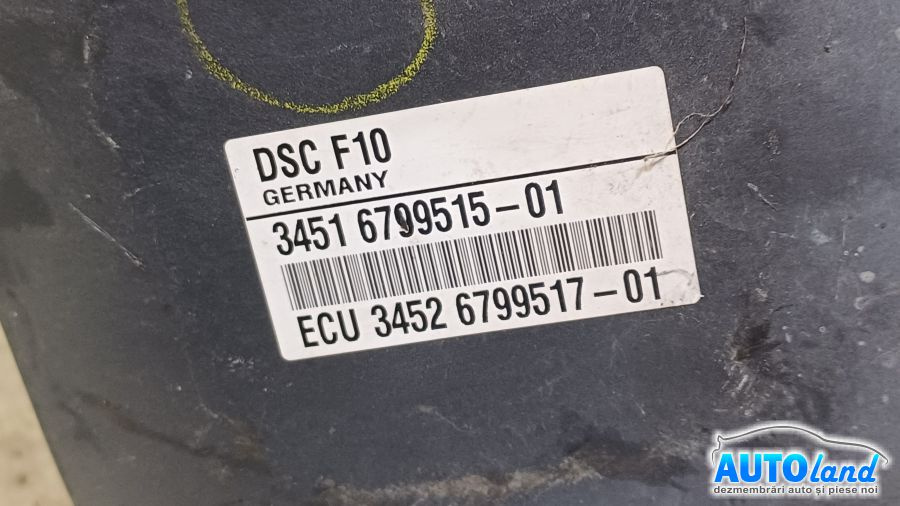 DSC F10
GERMANY
3451 6799515-01
ECU 3452 6799517-01
AUTOland
dezmembrări auto și piese noi